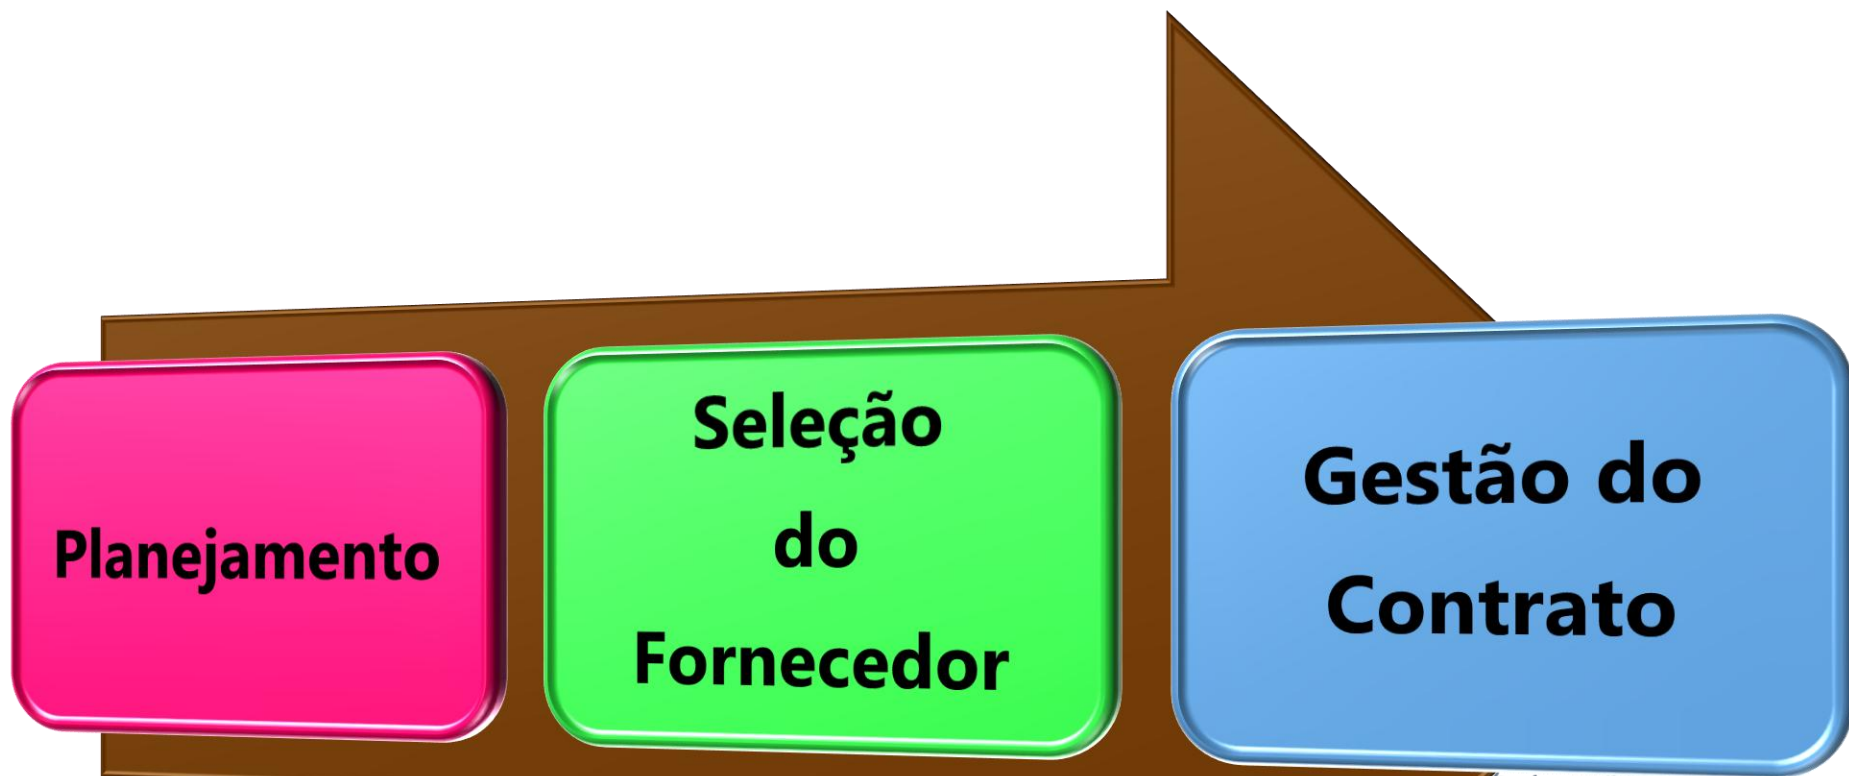 Planejamento
Seleção
do
Fornecedor
Gestão do
Contrato